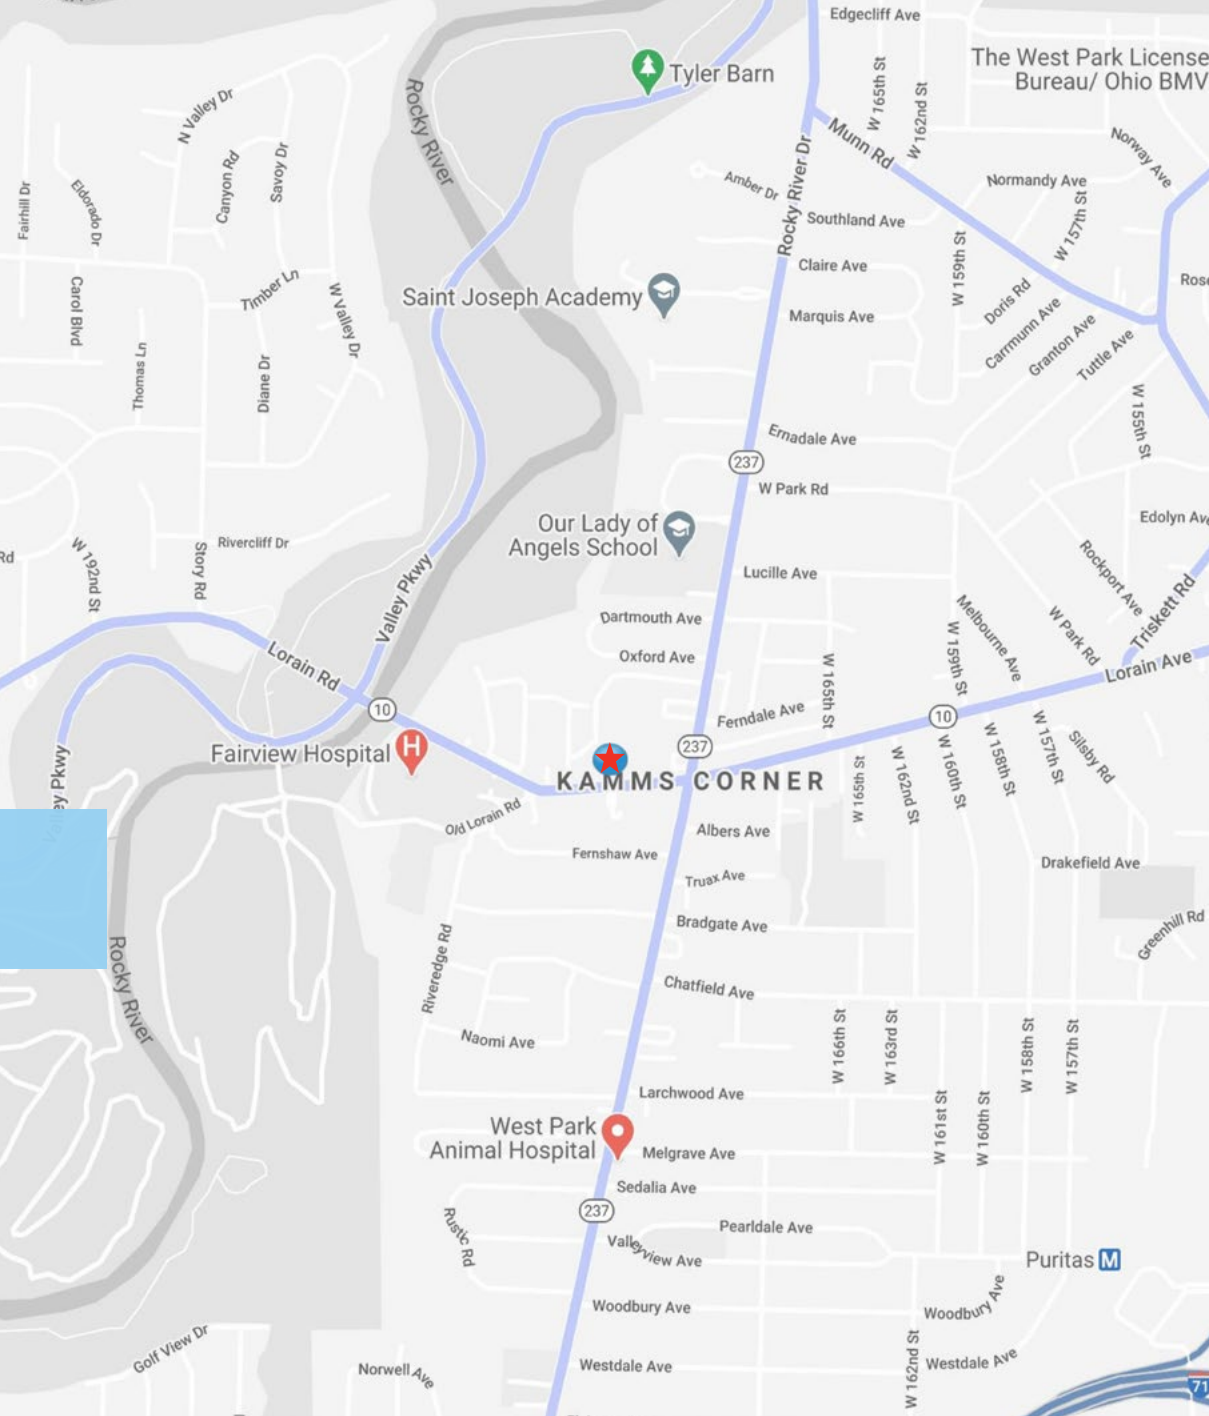 Edgecliff Ave
The West Park License
Bureau/ Ohio BMV
Tyler Barn
W 165th St
W 162nd St
N Valley Dr
Rocky River
Munn Rd
Norway Ave
Canyon Rd
Savoy Dr
Fairhill Dr
Eldorado Dr
Amber Dr
Rocky River Dr
Normandy Ave
Southland Ave
W 157th St
W 159th St
Claire Ave
Carol Blvd
Timber Ln
W Valley Dr
Saint Joseph Academy
Marquis Ave
Doris Rd
Rose
Carrmunn Ave
Granton Ave
Tuttle Ave
Thomas Ln
Diane Dr
W 155th St
Ernadale Ave
237
W Park Rd
Our Lady of
Angels School
Edolyn Ave
Rd
W 192nd St
Story Rd
Rivercliff Dr
Valley Pkwy
Lucille Ave
Rockport Ave
Triskett Rd
Dartmouth Ave
Melbourne Ave
W Park Rd
Oxford Ave
W 165th St
W 159th St
Lorain Rd
Lorain Ave
10
Ferndale Ave
10
Fairview Hospital
H
237
W 160th St
W 158th St
W 157th St
Silsby Rd
Valley Pkwy
KAMMS CORNER
W 165th St
W 162nd St
Old Lorain Rd
Albers Ave
Fernshaw Ave
Drakefield Ave
Truax Ave
Bradgate Ave
Greenhill Rd
Rocky River
Riveredge Rd
Chatfield Ave
Naomi Ave
W 166th St
W 163rd St
W 158th St
W 157th St
Larchwood Ave
W 161st St
W 160th St
West Park
Animal Hospital
Melgrave Ave
Sedalia Ave
237
Rustic Rd
Pearldale Ave
Valleyview Ave
Puritas M
Woodbury Ave
Woodbury Ave
Golf View Dr
Norwell Ave
Westdale Ave
W 162nd St
Westdale Ave
71